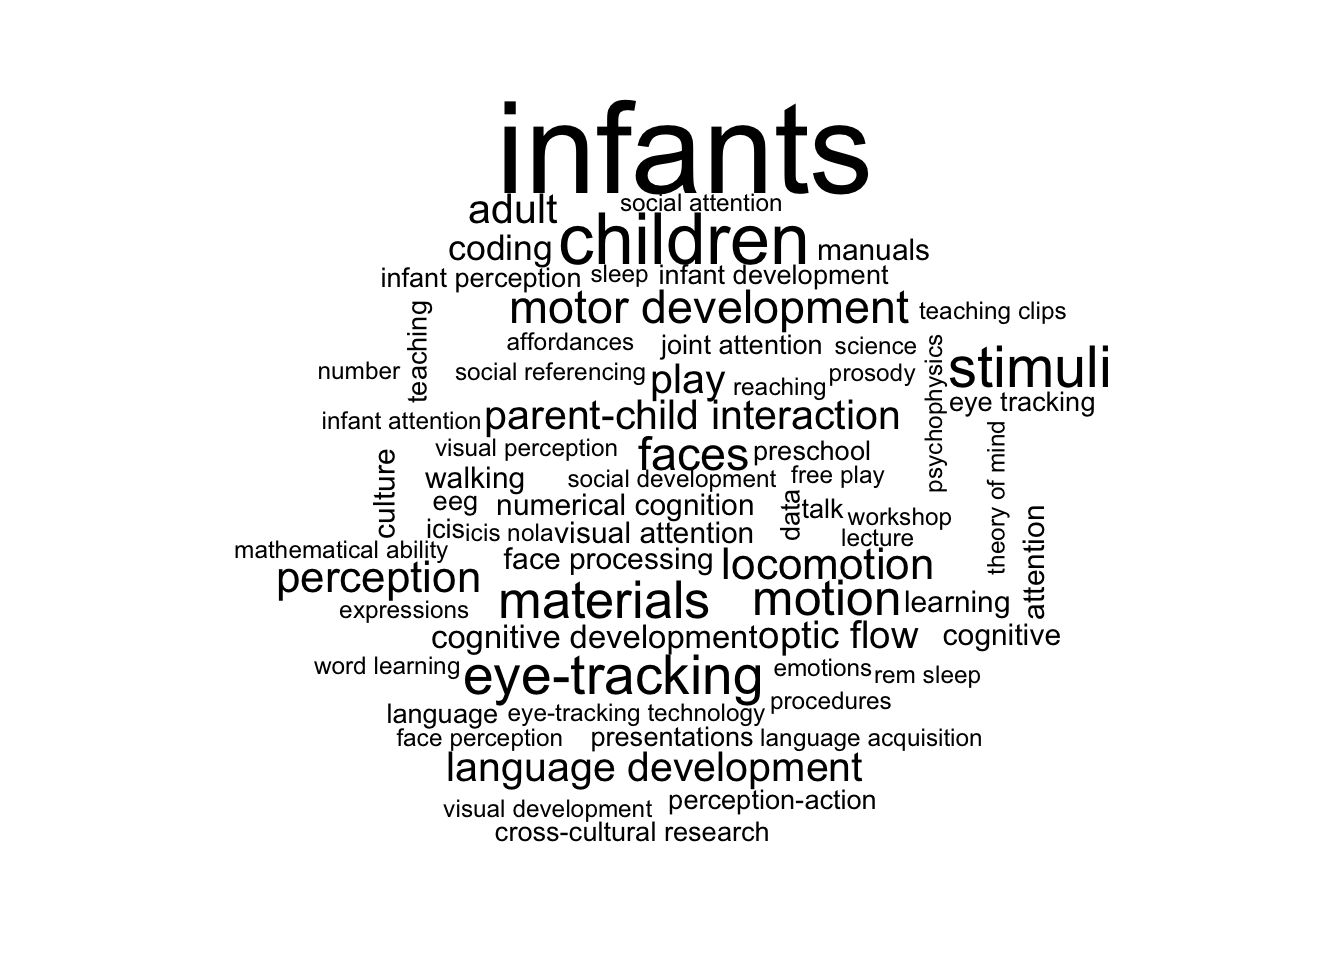 infants
adult
social attention
coding
children
manuals
infant perception
sleep
infant development
teaching
motor development
teaching clips
affordances
joint attention
science
psychophysics
stimuli
number
social referencing
play
reaching
prosody
eye tracking
infant attention
parent-child interaction
visual perception
faces
preschool
theory of mind
culture
walking
social development
free play
eeg
numerical cognition
data
talk
workshop
attention
icis
icis nola
visual attention
lecture
mathematical ability
face processing
locomotion
perception
materials
motion
learning
expressions
cognitive development
optic flow
cognitive
word learning
eye-tracking
emotions
rem sleep
procedures
language
eye-tracking technology
face perception
presentations
language acquisition
language development
visual development
perception-action
cross-cultural research